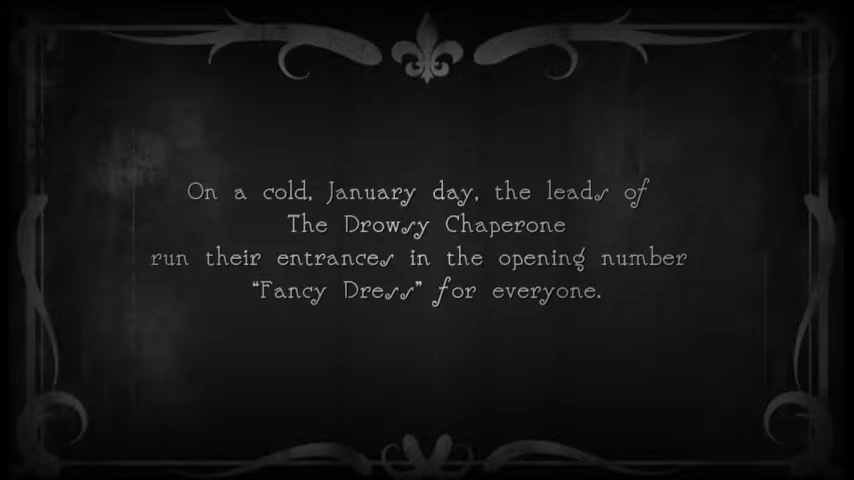 On a cold, January day, the leads of
The Drowsy Chaperone
run their entrances in the opening number
“Fancy Dress” for everyone.